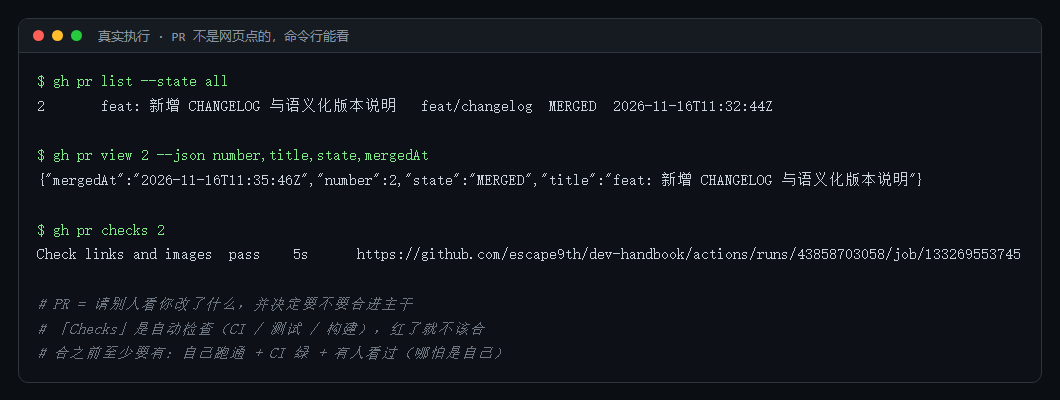 真实执行 · PR 不是网页点的，命令行能看
$ gh pr list --state all
2 feat: 新增 CHANGELOG 与语义化版本说明 feat/changelog MERGED 2026-11-16T11:32:44Z
$ gh pr view 2 --json number,title,state,mergedAt
{"mergedAt":"2026-11-16T11:35:46Z","number":2,"state":"MERGED","title":"feat: 新增 CHANGELOG 与语义化版本说明"}
$ gh pr checks 2
Check links and images pass 5s https://github.com/escape9th/dev-handbook/actions/runs/43858703058/job/133269553745
# PR = 请别人看你改了什么，并决定要不要合进主干
# 「Checks」是自动检查（CI / 测试 / 构建），红了就不该合
# 合之前至少要有：自己跑通 + CI 绿 + 有人看过（哪怕是自己）